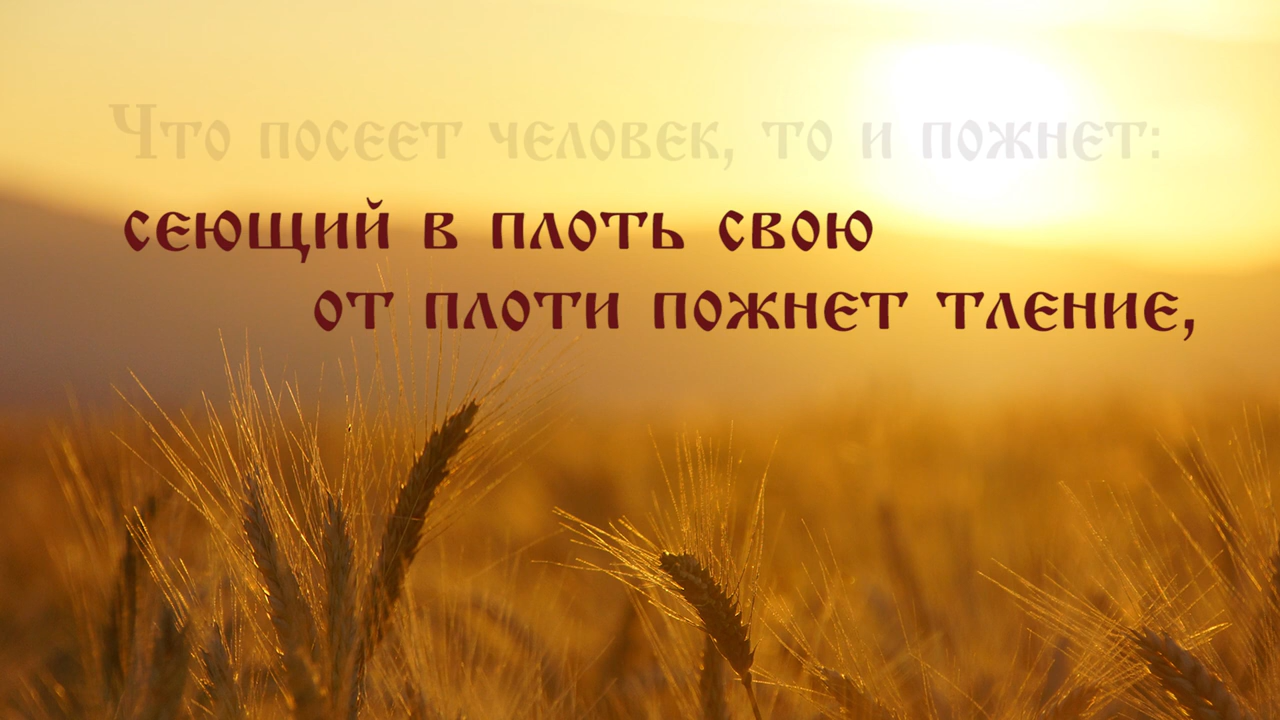 Что посеет человек, то и пожнет:
сеющий в плоть свою
от плоти пожнет тление,